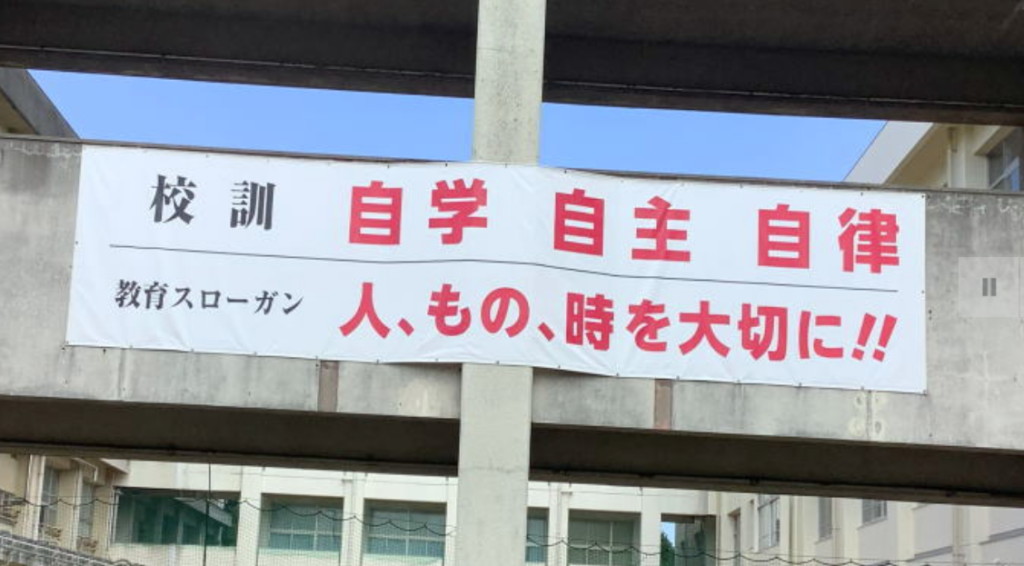 校訓 自学 自主 自律
教育スローガン 人、もの、時を大切に!!